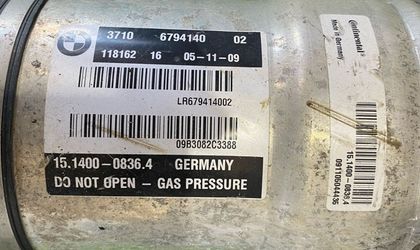 3710 6794140 02
118162 16 05-11-09
LR679414002
09B3082C3388
15.1400-0836.4 GERMANY
DO NOT OPEN - GAS PRESSURE
Continental
Made in Germany
15.1400-0836.4
09110504436